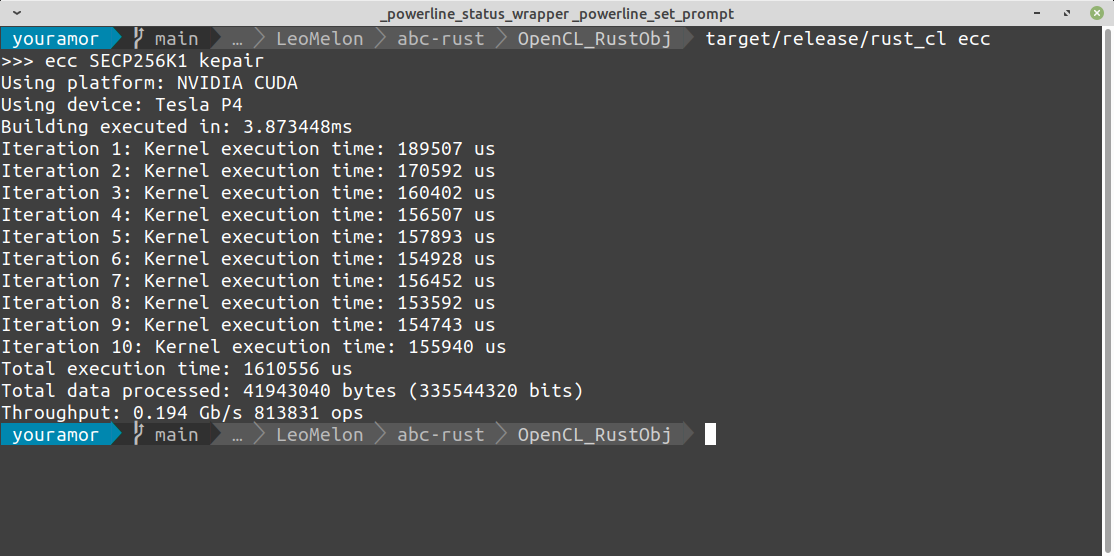 _powerline_status_wrapper _powerline_set_prompt
youramor main … LeoMelon abc-rust OpenCL_RustObj target/release/rust_cl ecc
>>> ecc SECP256K1 kepair
Using platform: NVIDIA CUDA
Using device: Tesla P4
Building executed in: 3.873448ms
Iteration 1: Kernel execution time: 189507 us
Iteration 2: Kernel execution time: 170592 us
Iteration 3: Kernel execution time: 160402 us
Iteration 4: Kernel execution time: 156507 us
Iteration 5: Kernel execution time: 157893 us
Iteration 6: Kernel execution time: 154928 us
Iteration 7: Kernel execution time: 156452 us
Iteration 8: Kernel execution time: 153592 us
Iteration 9: Kernel execution time: 154743 us
Iteration 10: Kernel execution time: 155940 us
Total execution time: 1610556 us
Total data processed: 41943040 bytes (335544320 bits)
Throughput: 0.194 Gb/s 813831 ops
youramor main … LeoMelon abc-rust OpenCL_RustObj